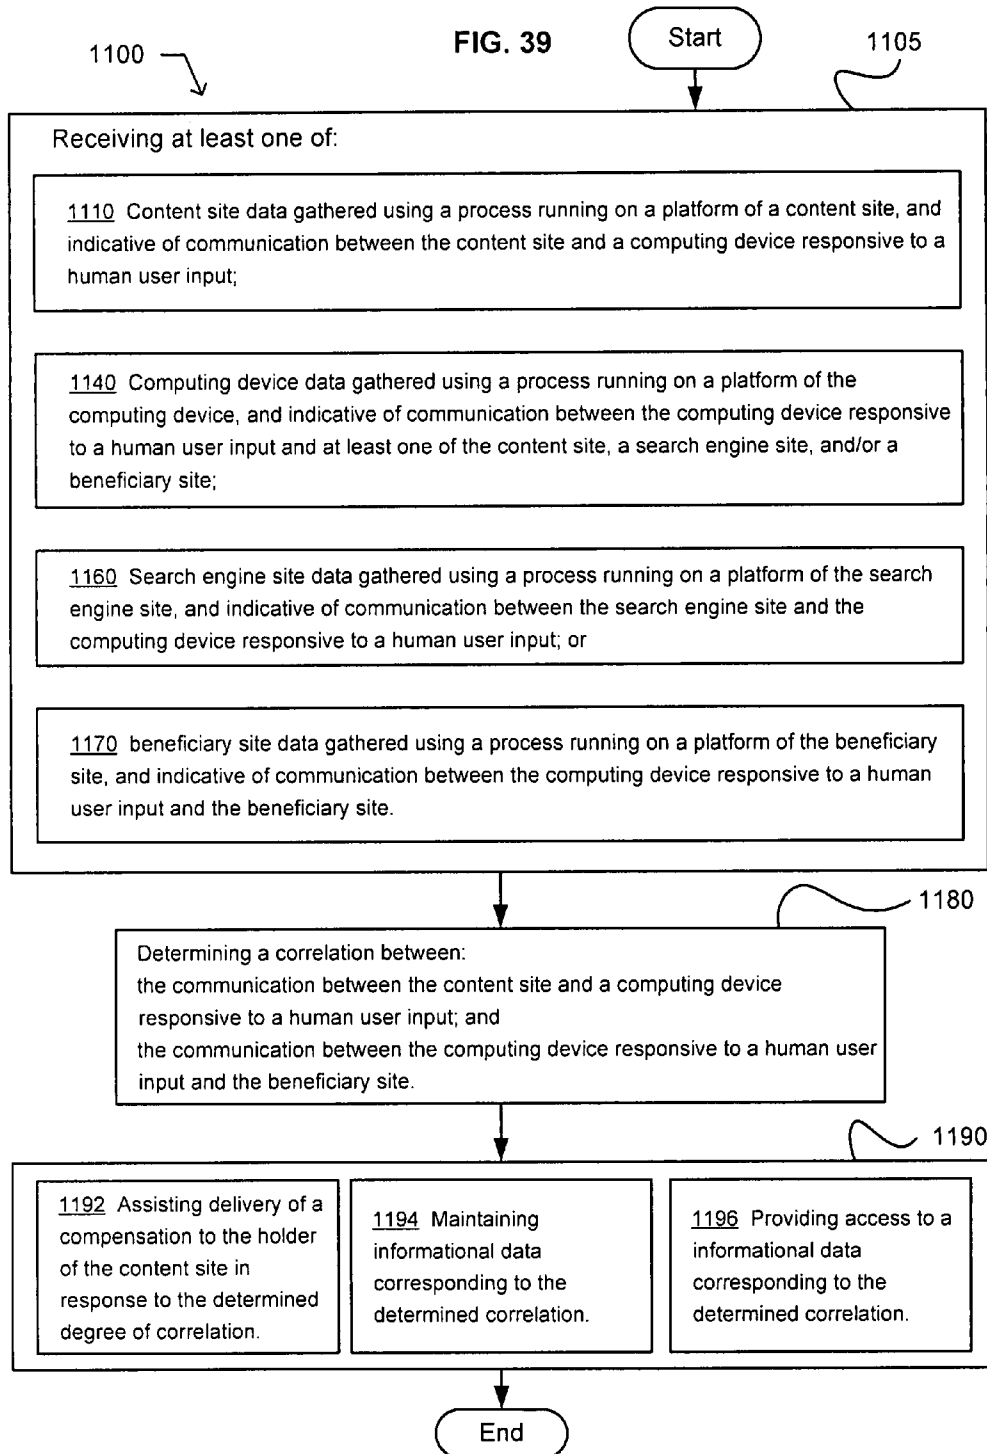 FIG. 39
Start
1100
1105
Receiving at least one of:
1110 Content site data gathered using a process running on a platform of a content site, and
indicative of communication between the content site and a computing device responsive to a
human user input;
1140 Computing device data gathered using a process running on a platform of the
computing device, and indicative of communication between the computing device responsive
to a human user input and at least one of the content site, a search engine site, and/or a
beneficiary site;
1160 Search engine site data gathered using a process running on a platform of the search
engine site, and indicative of communication between the search engine site and the
computing device responsive to a human user input; or
1170 beneficiary site data gathered using a process running on a platform of the beneficiary
site, and indicative of communication between the computing device responsive to a human
user input and the beneficiary site.
1180
Determining a correlation between:
the communication between the content site and a computing device
responsive to a human user input; and
the communication between the computing device responsive to a human user
input and the beneficiary site.
1190
1192 Assisting delivery of a
compensation to the holder
of the content site in
response to the determined
degree of correlation.
1194 Maintaining
informational data
corresponding to the
determined correlation.
1196 Providing access to a
informational data
corresponding to the
determined correlation.
End